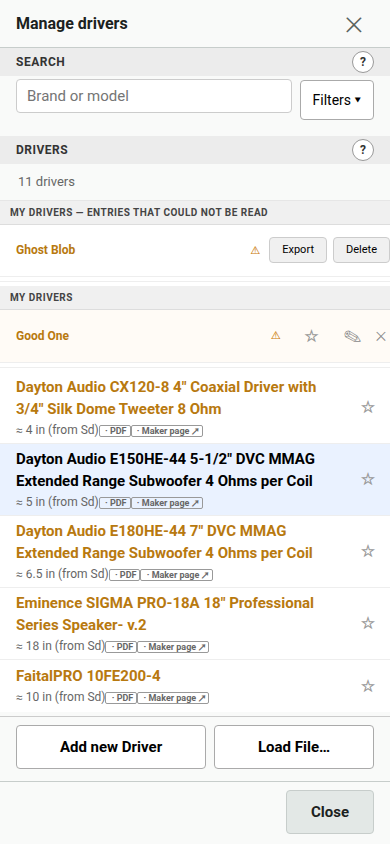 Manage drivers
SEARCH
?
Brand or model
Filters ▾
DRIVERS
?
11 drivers
MY DRIVERS — ENTRIES THAT COULD NOT BE READ
Ghost Blob
⚠
Export
Delete
MY DRIVERS
Good One
⚠ ☆ ✎ ×
Dayton Audio CX120-8 4" Coaxial Driver with
3/4" Silk Dome Tweeter 8 Ohm
☆
≈ 4 in (from Sd) · PDF · Maker page ↗
Dayton Audio E150HE-44 5-1/2" DVC MMAG
Extended Range Subwoofer 4 Ohms per Coil
☆
≈ 5 in (from Sd) · PDF · Maker page ↗
Dayton Audio E180HE-44 7" DVC MMAG
Extended Range Subwoofer 4 Ohms per Coil
☆
≈ 6.5 in (from Sd) · PDF · Maker page ↗
Eminence SIGMA PRO-18A 18" Professional
Series Speaker- v.2
☆
≈ 18 in (from Sd) · PDF · Maker page ↗
FaitalPRO 10FE200-4
☆
≈ 10 in (from Sd) · PDF · Maker page ↗
Add new Driver
Load File...
Close